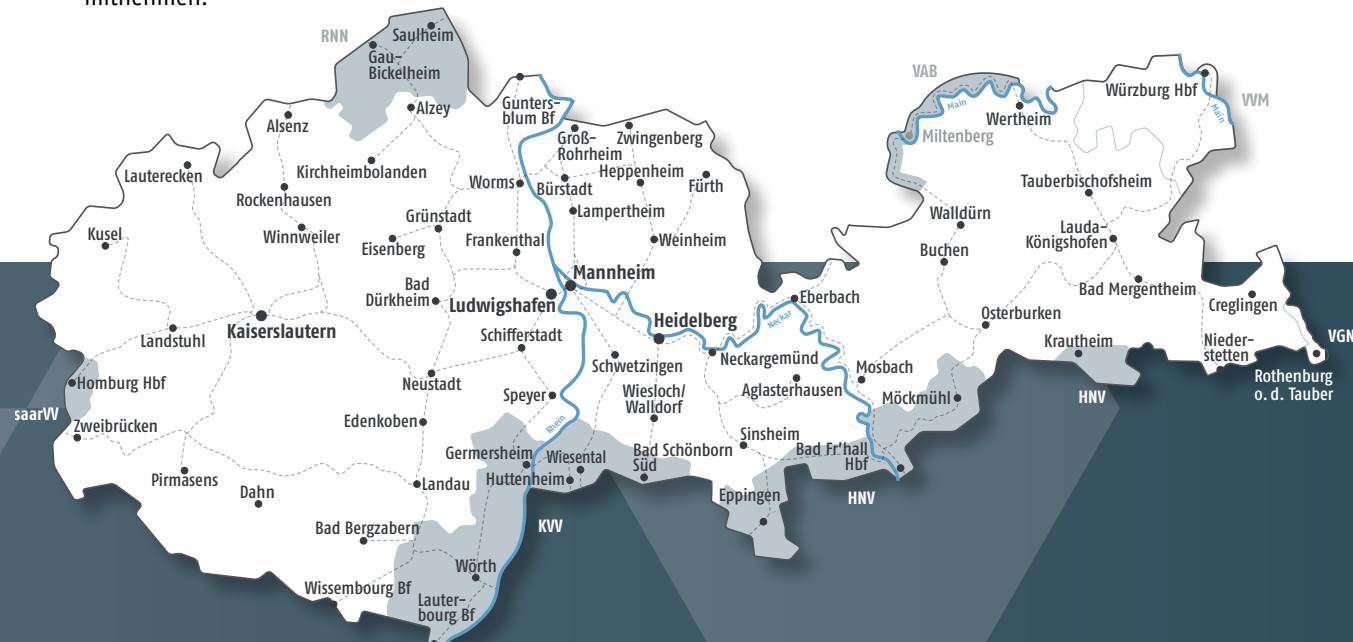 mitnehmen.
RNN
Saulheim
Gau-
Bickelheim
Alzey
Alsenz
Lauterecken
Kirchheimbolanden
Rockenhausen
Winnweiler
Kusel
Grünstadt
Eisenberg
Frankenthal
Worms
Gunters-
blum Bf
Groß-
Rohrheim
Zwingenberg
Heppenheim
Fürth
Bürstadt
Lampertheim
Weinheim
Mannheim
Ludwigshafen
Bad
Dürkheim
Kaiserslautern
Landstuhl
Homburg Hbf
saarVV
Zweibrücken
Pirmasens
Dahn
Schifferstadt
Neustadt
Speyer
Edenkoben
Landau
Germersheim
Bad Bergzabern
Wissembourg Bf
Wörth
Lauter-
bourg Bf
KVV
Rhein
Huttenheim
Wiesental
Bad Schönborn
Süd
Heidelberg
Schwetzingen
Wiesloch/
Walldorf
Neckargemünd
Aglasterhausen
Sinsheim
Eppingen
Bad Fr'hall
Hbf
HNV
Neckar
Eberbach
Mosbach
Möckmühl
Osterburken
Buchen
Walldürn
VAB
Main
Miltenberg
Wertheim
Würzburg Hbf
Main
VVM
Tauberbischofsheim
Lauda-
Königshofen
Bad Mergentheim
Krautheim
HNV
Creglingen
Nieder-
stetten
VGN
Rothenburg
o. d. Tauber